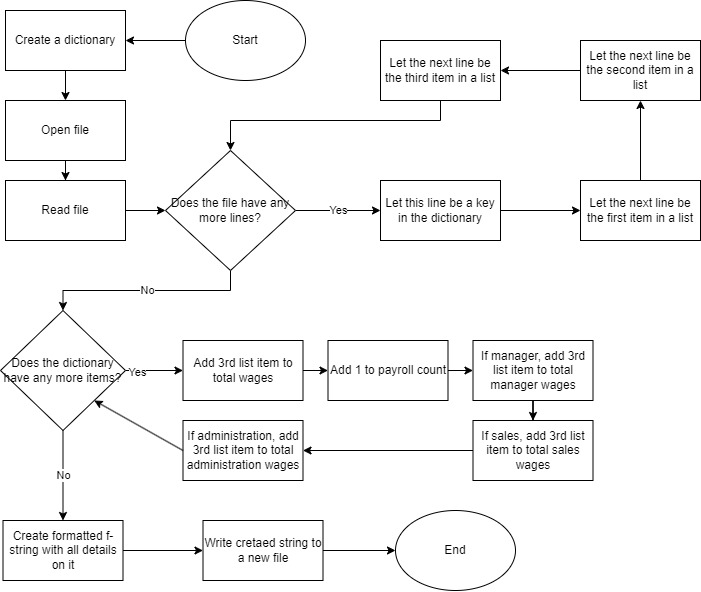 Start
Create a dictionary
Open file
Read file
Does the file have any
more lines?
Yes
Let this line be a key
in the dictionary
Let the next line be
the first item in a list
Let the next line be
the second item in a
list
Let the next line be
the third item in a list
No
Does the dictionary
have any more items?
Yes
Add 3rd list item to
total wages
Add 1 to payroll count
If manager, add 3rd
list item to total
manager wages
If sales, add 3rd list
item to total sales
wages
If administration, add
3rd list item to total
administration wages
No
Create formatted f-
string with all details
on it
Write cretaed string to
a new file
End